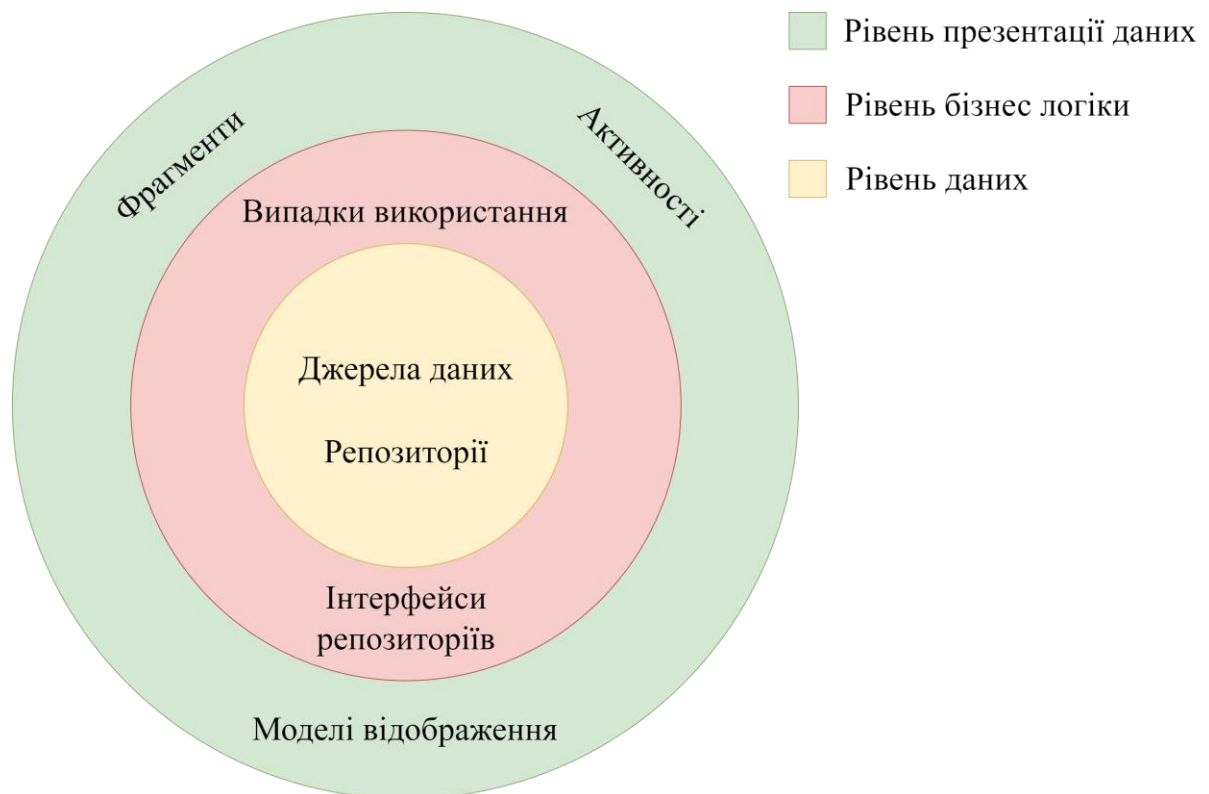 Рівень презентації даних
Рівень бізнес логіки
Рівень даних
Фрагменти
Активності
Випадки використання
Джерела даних
Репозиторії
Інтерфейси
репозиторіїв
Моделі відображення